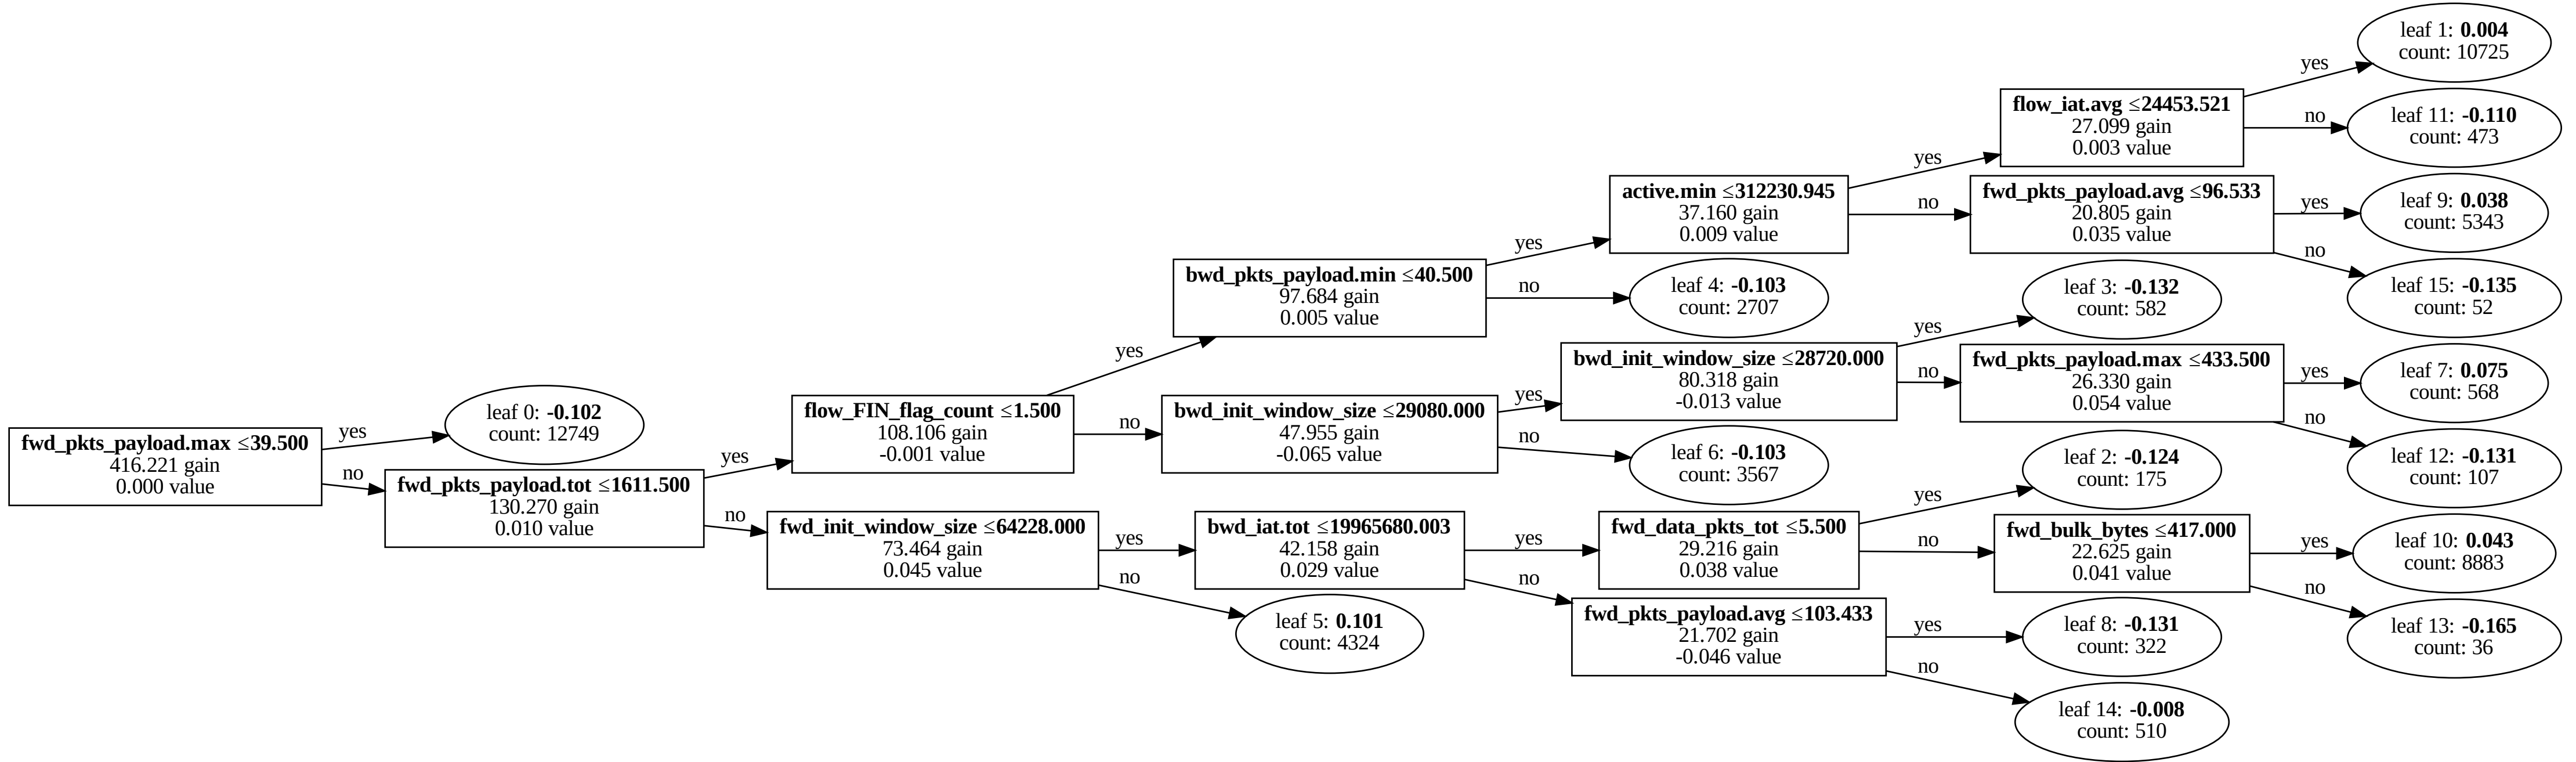 fwd_pkts_payload.max ≤39.500
416.221 gain
0.000 value
yes
no
leaf 0: -0.102
count: 12749
fwd_pkts_payload.tot ≤1611.500
130.270 gain
0.010 value
yes
no
flow_FIN_flag_count ≤1.500
108.106 gain
-0.001 value
yes
no
fwd_init_window_size ≤64228.000
73.464 gain
0.045 value
yes
no
bwd_pkts_payload.min ≤40.500
97.684 gain
0.005 value
yes
no
bwd_init_window_size ≤29080.000
47.955 gain
-0.065 value
yes
no
bwd_iat.tot ≤19965680.003
42.158 gain
0.029 value
yes
no
leaf 5: 0.101
count: 4324
active.min ≤312230.945
37.160 gain
0.009 value
yes
no
leaf 4: -0.103
count: 2707
bwd_init_window_size ≤28720.000
80.318 gain
-0.013 value
yes
no
leaf 6: -0.103
count: 3567
fwd_data_pkts_tot ≤5.500
29.216 gain
0.038 value
yes
no
fwd_pkts_payload.avg ≤103.433
21.702 gain
-0.046 value
yes
no
flow_iat.avg ≤24453.521
27.099 gain
0.003 value
yes
no
fwd_pkts_payload.avg ≤96.533
20.805 gain
0.035 value
yes
no
leaf 3: -0.132
count: 582
fwd_pkts_payload.max ≤433.500
26.330 gain
0.054 value
yes
no
leaf 2: -0.124
count: 175
fwd_bulk_bytes ≤417.000
22.625 gain
0.041 value
yes
no
leaf 8: -0.131
count: 322
leaf 14: -0.008
count: 510
leaf 1: 0.004
count: 10725
leaf 11: -0.110
count: 473
leaf 9: 0.038
count: 5343
leaf 15: -0.135
count: 52
leaf 7: 0.075
count: 568
leaf 12: -0.131
count: 107
leaf 10: 0.043
count: 8883
leaf 13: -0.165
count: 36